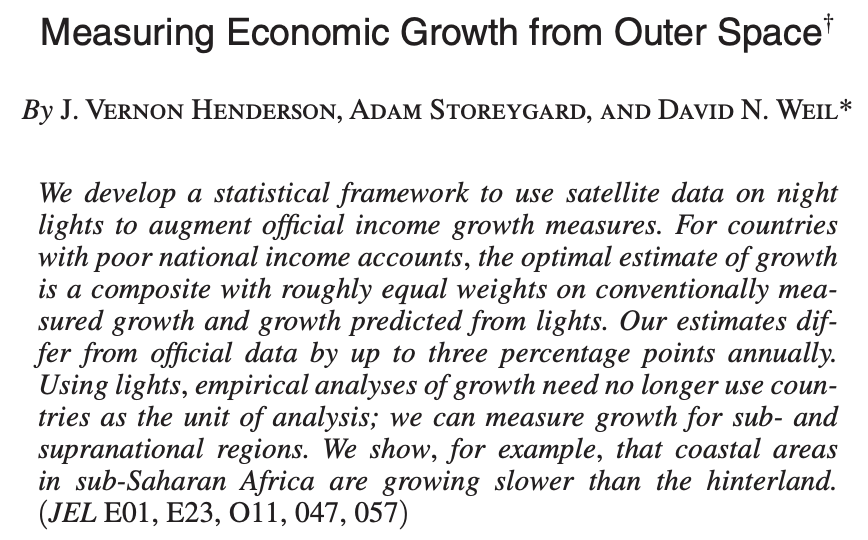 Measuring Economic Growth from Outer Space†
By J. Vernon Henderson, Adam Storeygard, and David N. Weil*
We develop a statistical framework to use satellite data on night
lights to augment official income growth measures. For countries
with poor national income accounts, the optimal estimate of growth
is a composite with roughly equal weights on conventionally mea-
sured growth and growth predicted from lights. Our estimates dif-
fer from official data by up to three percentage points annually.
Using lights, empirical analyses of growth need no longer use coun-
tries as the unit of analysis; we can measure growth for sub- and
supranational regions. We show, for example, that coastal areas
in sub-Saharan Africa are growing slower than the hinterland.
(JEL E01, E23, O11, 047, 057)